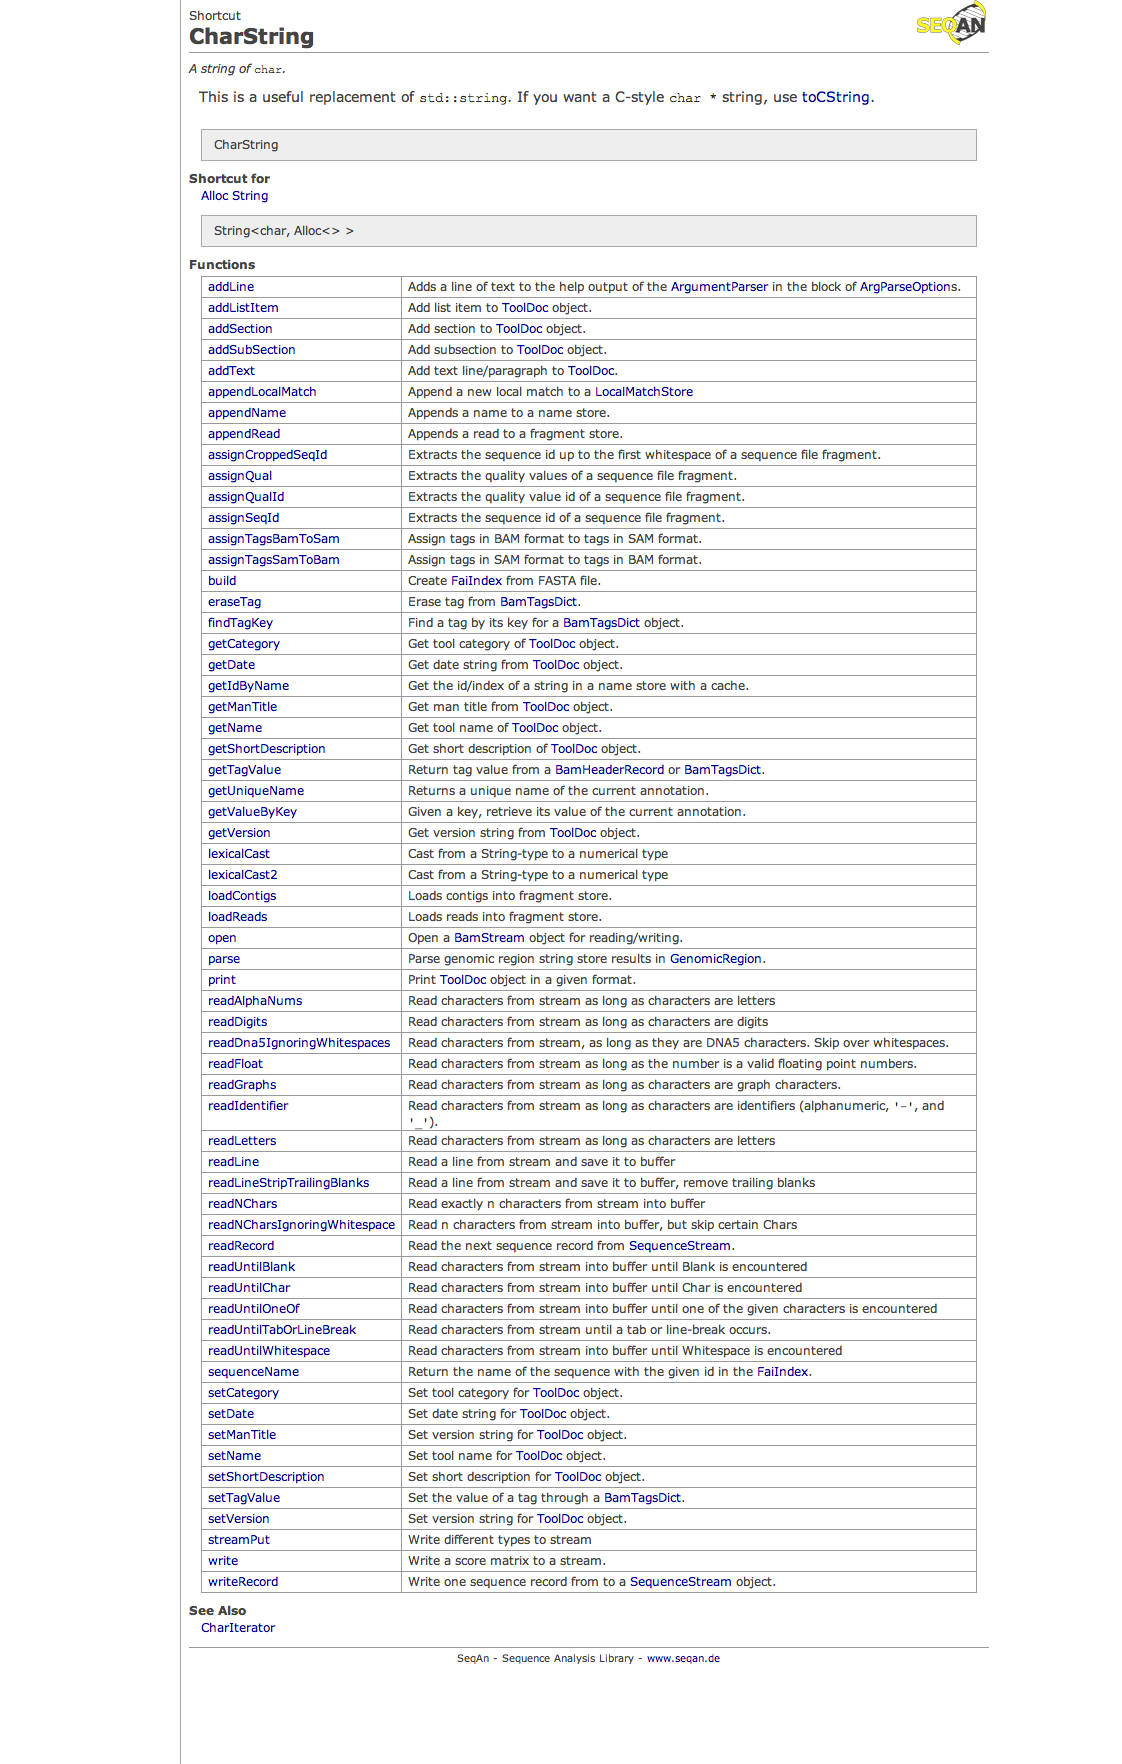 Shortcut
CharString
SEQAN
A string of char.
This is a useful replacement of std::string. If you want a C-style char * string, use toCString.
CharString
Shortcut for
Alloc String
String<char, Alloc<> >
Functions
addLine Adds a line of text to the help output of the ArgumentParser in the block of ArgParseOptions.
addListItem Add list item to ToolDoc object.
addSection Add section to ToolDoc object.
addSubSection Add subsection to ToolDoc object.
addText Add text line/paragraph to ToolDoc.
appendLocalMatch Append a new local match to a LocalMatchStore
appendName Appends a name to a name store.
appendRead Appends a read to a fragment store.
assignCroppedSeqId Extracts the sequence id up to the first whitespace of a sequence file fragment.
assignQual Extracts the quality values of a sequence file fragment.
assignQualId Extracts the quality value id of a sequence file fragment.
assignSeqId Extracts the sequence id of a sequence file fragment.
assignTagsBamToSam Assign tags in BAM format to tags in SAM format.
assignTagsSamToBam Assign tags in SAM format to tags in BAM format.
build Create FaiIndex from FASTA file.
eraseTag Erase tag from BamTagsDict.
findTagKey Find a tag by its key for a BamTagsDict object.
getCategory Get tool category of ToolDoc object.
getDate Get date string from ToolDoc object.
getIdByName Get the id/index of a string in a name store with a cache.
getManTitle Get man title from ToolDoc object.
getName Get tool name of ToolDoc object.
getShortDescription Get short description of ToolDoc object.
getTagValue Return tag value from a BamHeaderRecord or BamTagsDict.
getUniqueName Returns a unique name of the current annotation.
getValueByKey Given a key, retrieve its value of the current annotation.
getVersion Get version string from ToolDoc object.
lexicalCast Cast from a String-type to a numerical type
lexicalCast2 Cast from a String-type to a numerical type
loadContigs Loads contigs into fragment store.
loadReads Loads reads into fragment store.
open Open a BamStream object for reading/writing.
parse Parse genomic region string store results in GenomicRegion.
print Print ToolDoc object in a given format.
readAlphaNums Read characters from stream as long as characters are letters
readDigits Read characters from stream as long as characters are digits
readDna5IgnoringWhitespaces Read characters from stream, as long as they are DNA5 characters. Skip over whitespaces.
readFloat Read characters from stream as long as the number is a valid floating point numbers.
readGraphs Read characters from stream as long as characters are graph characters.
readIdentifier Read characters from stream as long as characters are identifiers (alphanumeric, '-', and
'_').
readLetters Read characters from stream as long as characters are letters
readLine Read a line from stream and save it to buffer
readLineStripTrailingBlanks Read a line from stream and save it to buffer, remove trailing blanks
readNChars Read exactly n characters from stream into buffer
readNCharsIgnoringWhitespace Read n characters from stream into buffer, but skip certain Chars
readRecord Read the next sequence record from SequenceStream.
readUntilBlank Read characters from stream into buffer until Blank is encountered
readUntilChar Read characters from stream into buffer until Char is encountered
readUntilOneOf Read characters from stream into buffer until one of the given characters is encountered
readUntilTabOrLineBreak Read characters from stream until a tab or line-break occurs.
readUntilWhitespace Read characters from stream into buffer until Whitespace is encountered
sequenceName Return the name of the sequence with the given id in the FaiIndex.
setCategory Set tool category for ToolDoc object.
setDate Set date string for ToolDoc object.
setManTitle Set version string for ToolDoc object.
setName Set tool name for ToolDoc object.
setShortDescription Set short description for ToolDoc object.
setTagValue Set the value of a tag through a BamTagsDict.
setVersion Set version string for ToolDoc object.
streamPut Write different types to stream
write Write a score matrix to a stream.
writeRecord Write one sequence record from to a SequenceStream object.
See Also
CharIterator
SeqAn - Sequence Analysis Library - www.seqan.de